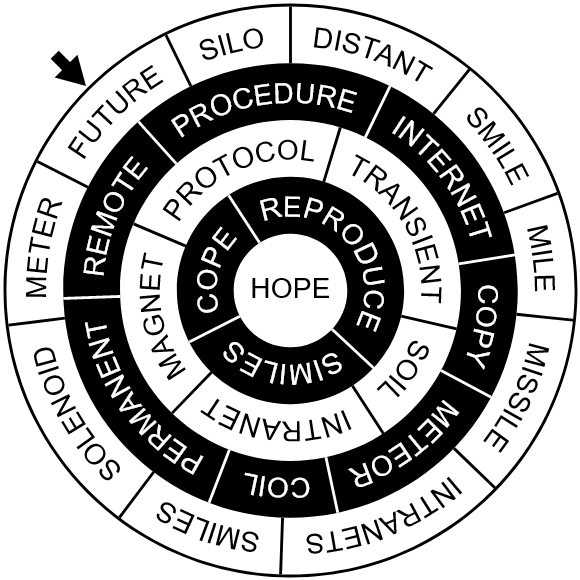 FUTURE
SILO
DISTANT
SMILE
MILE
MISSILE
INTRANETS
SMILES
SOLENOID
METER
REMOTE
PROCEDURE
INTERNET
COPY
METEOR
COIL
PERMANENT
PROTOCOL
TRANSIENT
SOIL
INTRANET
MAGNET
COPE
REPRODUCE
SIMILES
HOPE